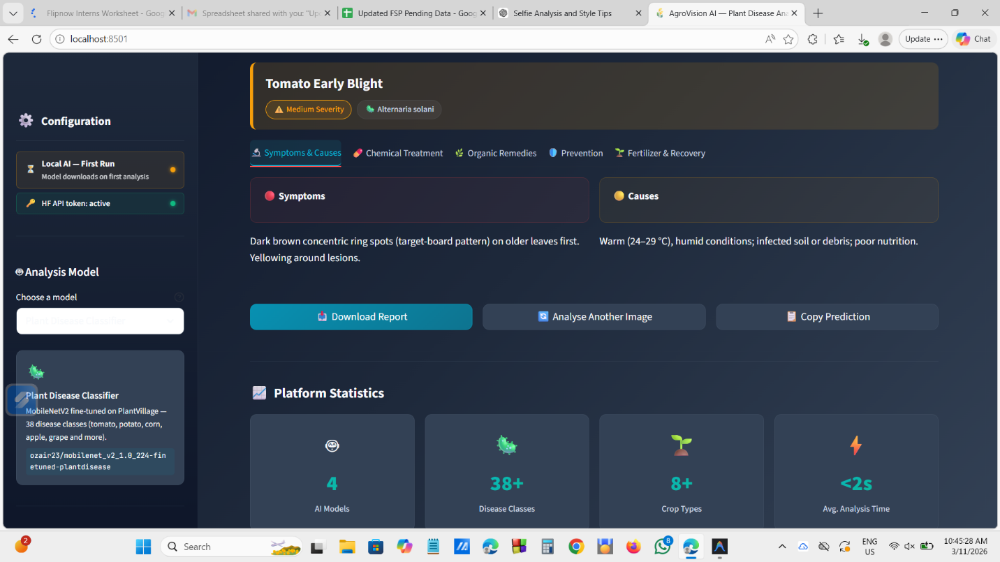 Flipnow Interns Worksheet - Goog
Spreadsheet shared with you: "Up
Updated FSP Pending Data - Goog
Selfie Analysis and Style Tips
AgroVision AI — Plant Disease Ana
localhost:8501
Update
Chat
Configuration
Local AI — First Run
Model downloads on first analysis
HF API token: active
Analysis Model
Choose a model
Plant Disease Classifier
Plant Disease Classifier
MobileNetV2 fine-tuned on PlantVillage —
38 disease classes (tomato, potato, corn,
apple, grape and more).
ozair23/mobilenet_v2_1.0_224-fin
etuned-plantdisease
Tomato Early Blight
Medium Severity
Alternaria solani
Symptoms & Causes
Chemical Treatment
Organic Remedies
Prevention
Fertilizer & Recovery
Symptoms
Causes
Dark brown concentric ring spots (target-board pattern) on older leaves first.
Yellowing around lesions.
Warm (24–29 °C), humid conditions; infected soil or debris; poor nutrition.
Download Report
Analyse Another Image
Copy Prediction
Platform Statistics
4
AI Models
38+
Disease Classes
8+
Crop Types
<2s
Avg. Analysis Time
2
Search
8
ENG
US
10:45:28 AM
3/11/2026